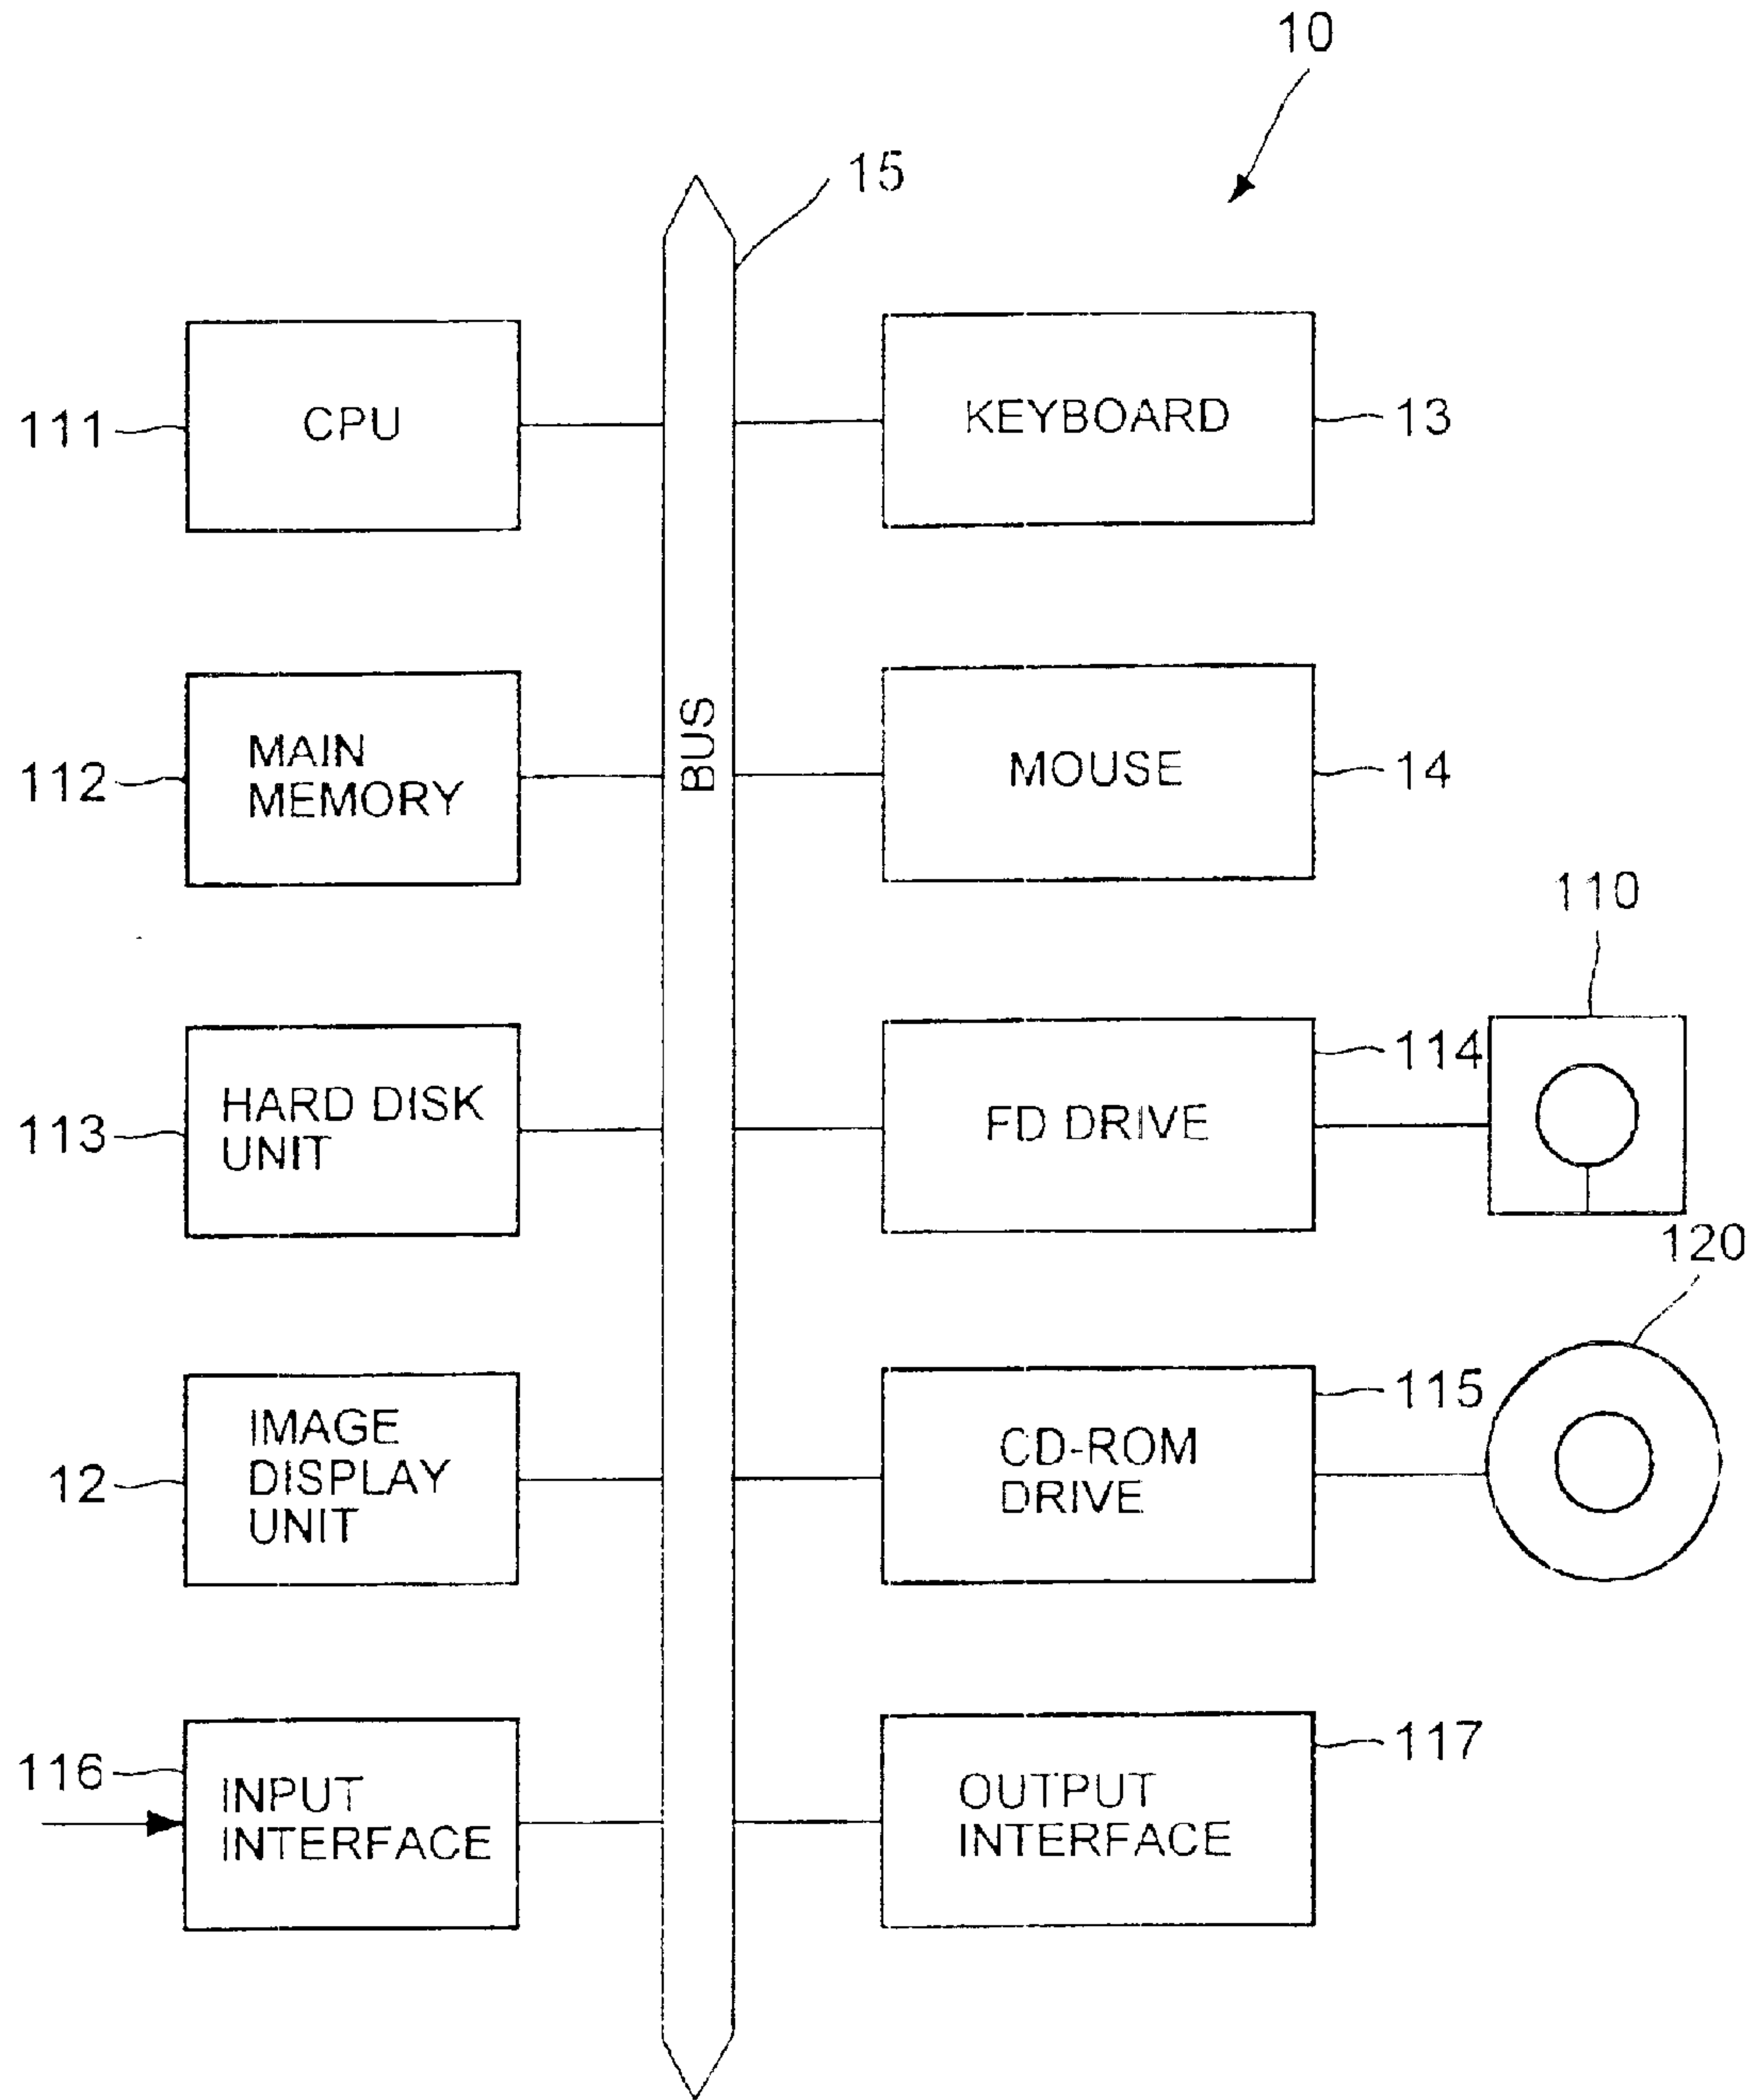 10
15
CPU
111
KEYBOARD
13
BUS
MAIN
MEMORY
112
MOUSE
14
110
HARD DISK
UNIT
113
FD DRIVE
114
120
IMAGE
DISPLAY
UNIT
12
CD-ROM
DRIVE
115
116
INPUT
INTERFACE
OUTPUT
INTERFACE
117